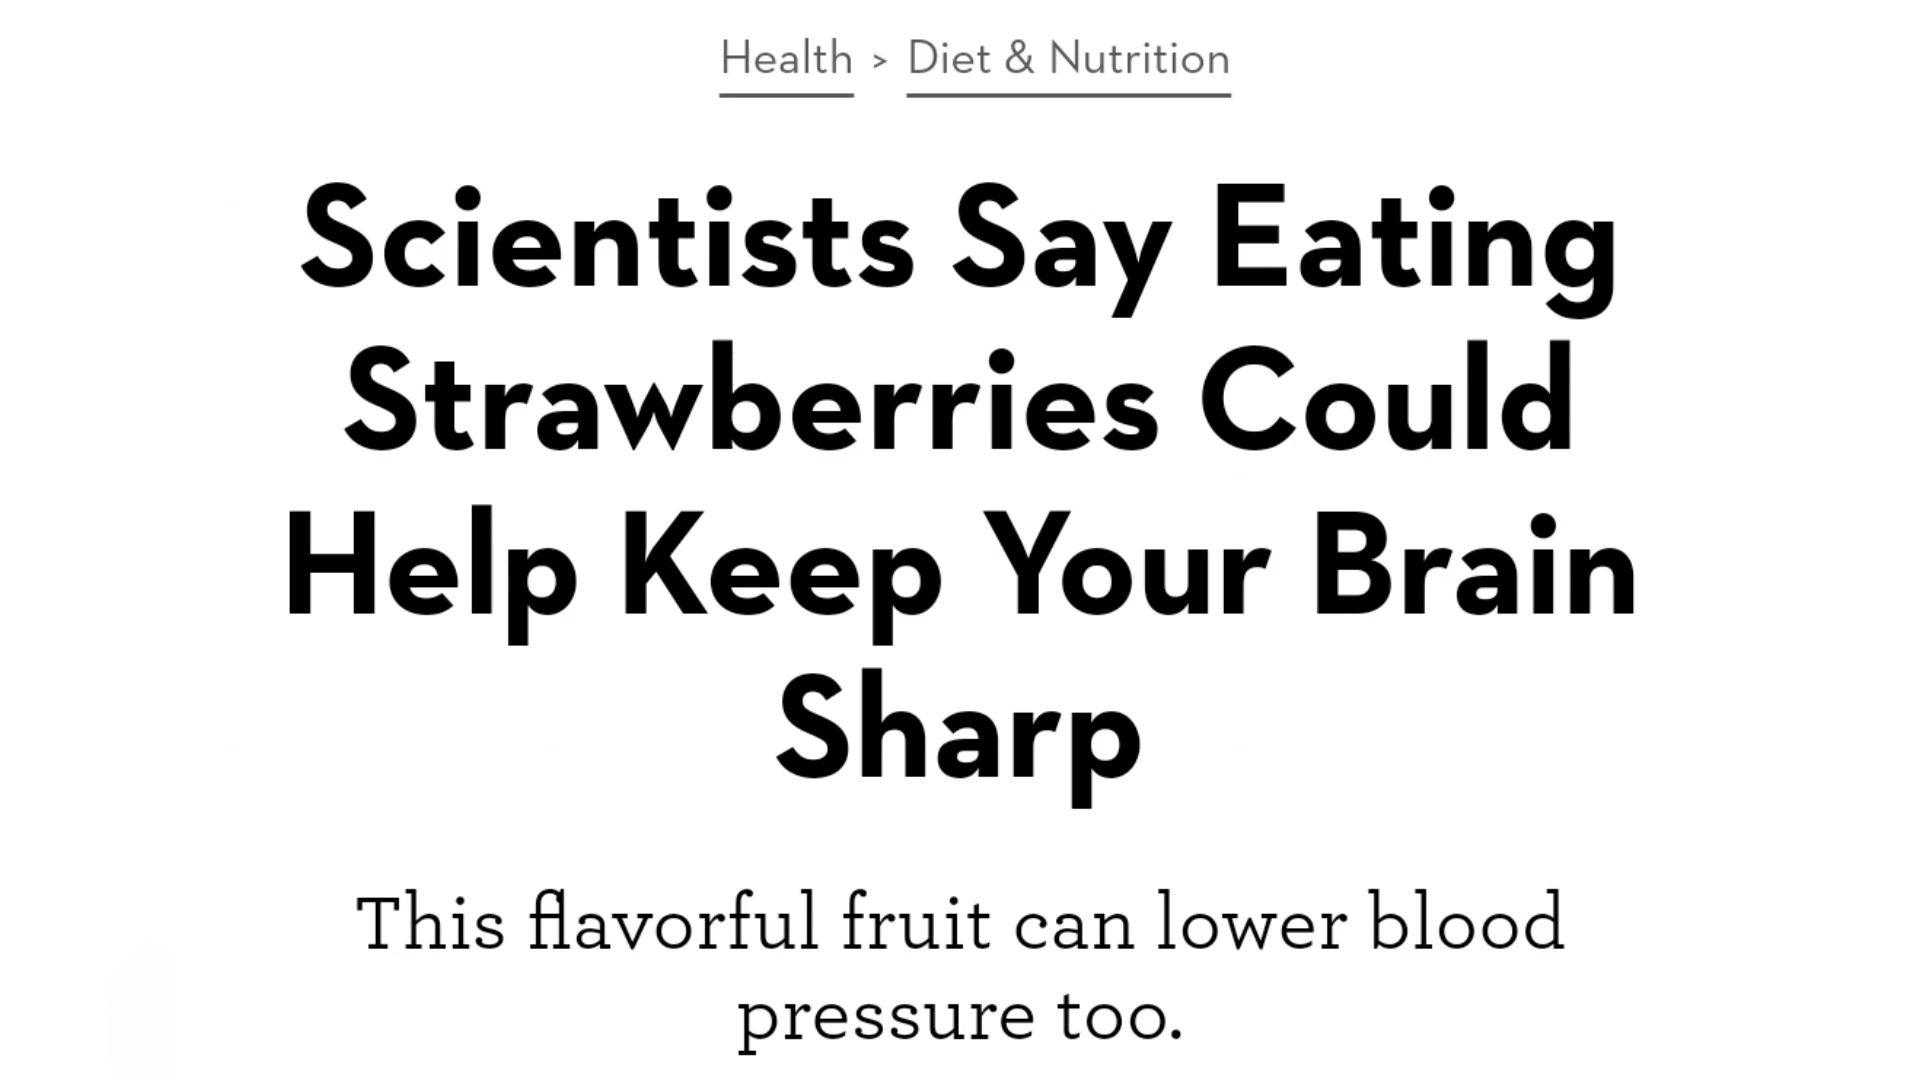 Health > Diet & Nutrition
Scientists Say Eating
Strawberries Could
Help Keep Your Brain
Sharp
This flavorful fruit can lower blood
pressure too.